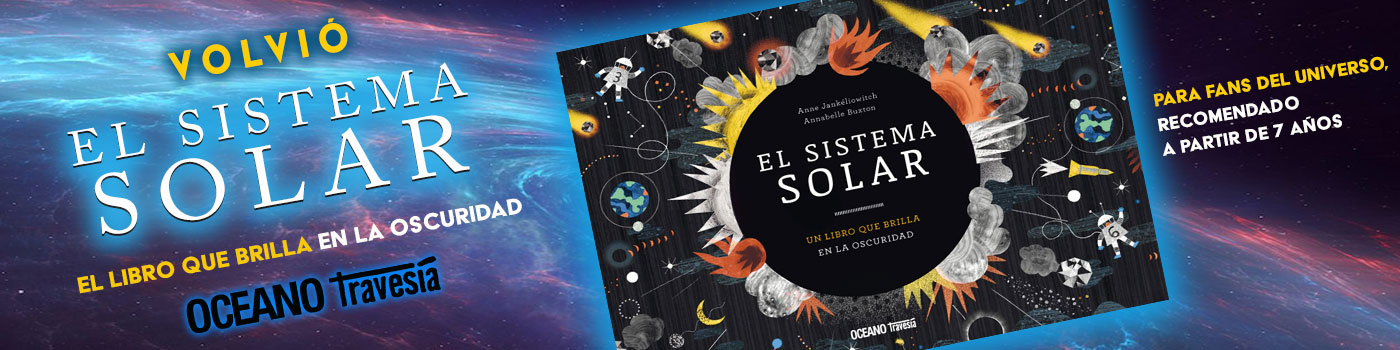 VOLVIÓ
EL SISTEMA
SOLAR
EL LIBRO QUE BRILLA EN LA OSCURIDAD
OCEANO Travesía
Anne Jankéliowitch
Annabelle Buxton
EL SISTEMA
SOLAR
UN LIBRO QUE BRILLA
EN LA OSCURIDAD
OCEANO Travesía
3
6
PARA FANS DEL UNIVERSO,
RECOMENDADO
A PARTIR DE 7 AÑOS